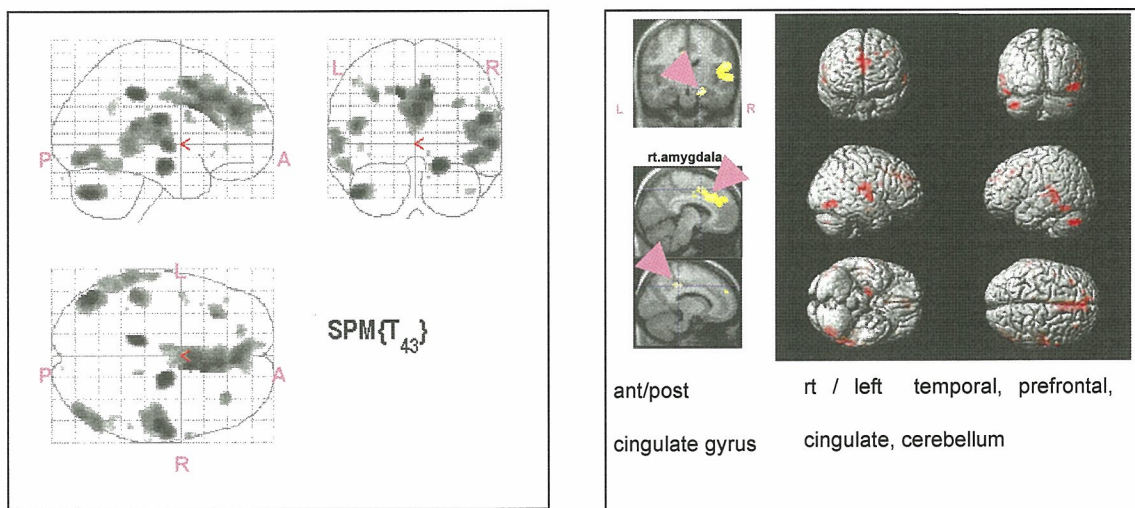 L
R
P
A
L
P
A
R
SPM{T43}
L
R
rt.amygdala
ant/post
cingulate gyrus
rt / left temporal, prefrontal,
cingulate, cerebellum